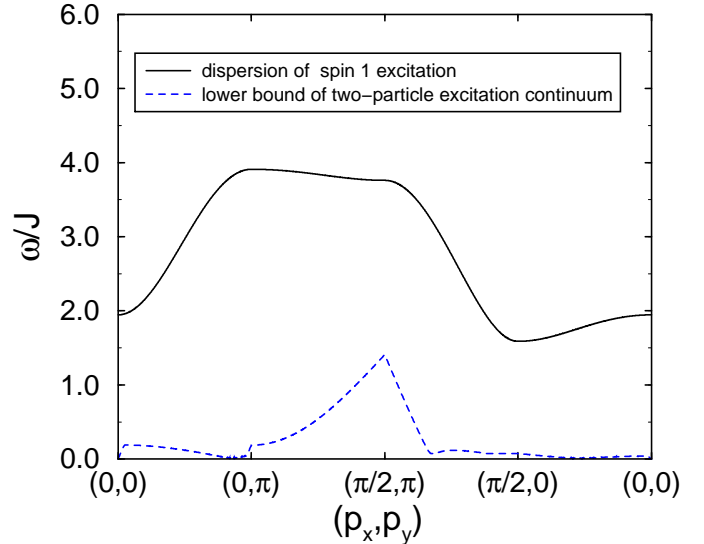 6.0
dispersion of spin 1 excitation
lower bound of two−particle excitation continuum
5.0
4.0
ω/J
3.0
2.0
1.0
0.0
(0,0) (0,π) (π/2,π) (π/2,0) (0,0)
(pₓ,p_y)